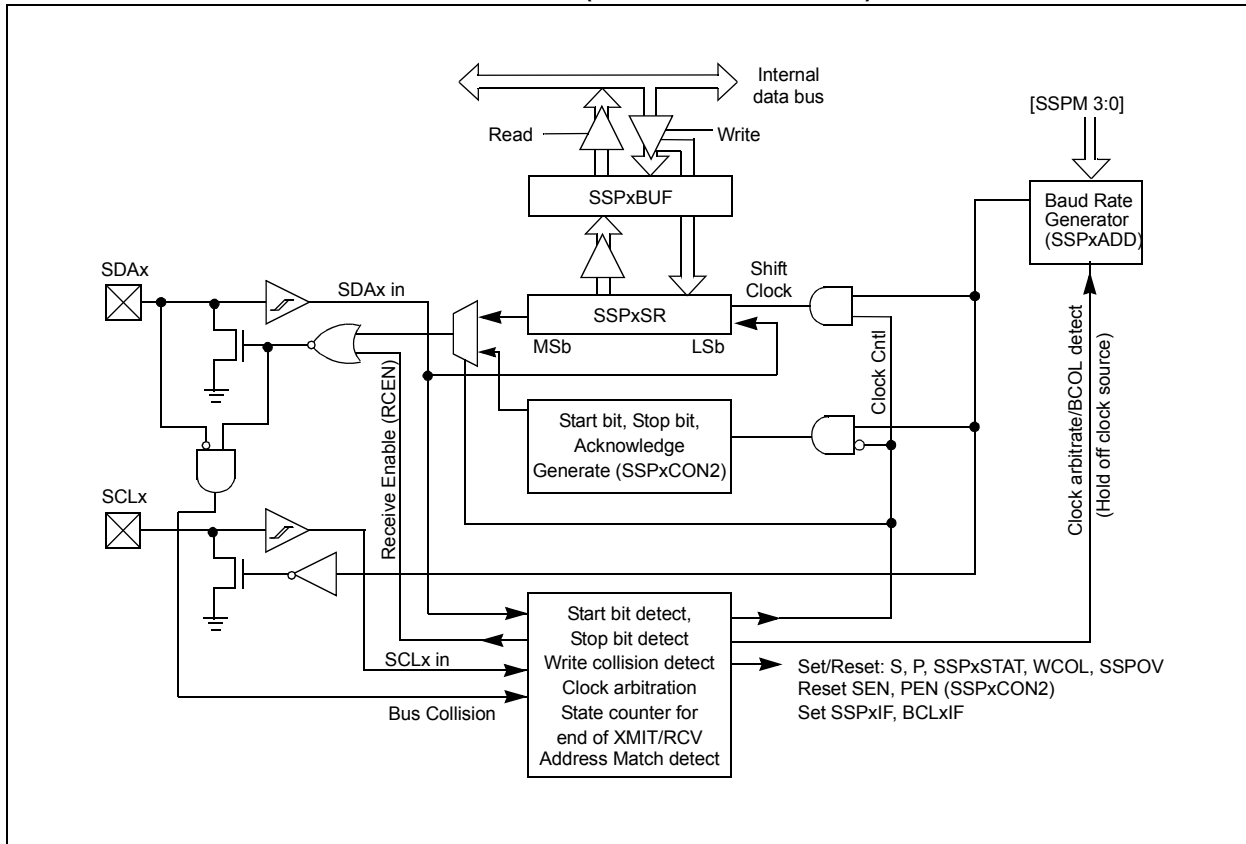 Internal
data bus
[SSPM 3:0]
Read
Write
SSPxBUF
Baud Rate
Generator
(SSPxADD)
SDAx
SDAx in
Shift
Clock
SSPxSR
MSb
LSb
Start bit, Stop bit,
Acknowledge
Generate (SSPxCON2)
Clock Cntl
Receive Enable (RCEN)
Clock arbitrate/BCOL detect
(Hold off clock source)
SCLx
SCLx in
Bus Collision
Start bit detect,
Stop bit detect
Write collision detect
Clock arbitration
State counter for
end of XMIT/RCV
Address Match detect
Set/Reset: S, P, SSPxSTAT, WCOL, SSPOV
Reset SEN, PEN (SSPxCON2)
Set SSPxIF, BCLxIF